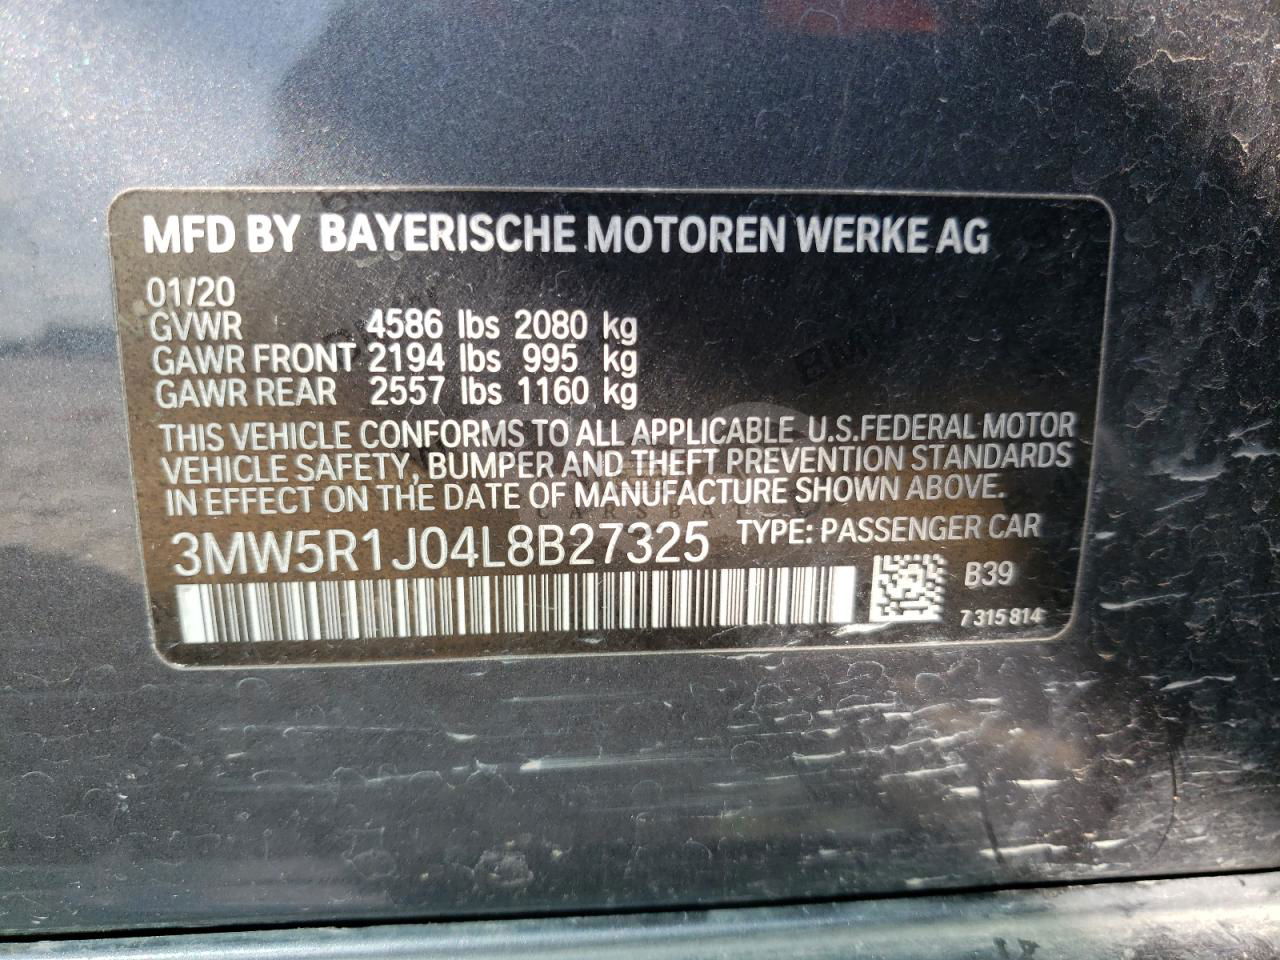 MFD BY BAYERISCHE MOTOREN WERKE AG
01/20
GVWR 4586 lbs 2080 kg
GAWR FRONT 2194 lbs 995 kg
GAWR REAR 2557 lbs 1160 kg
THIS VEHICLE CONFORMS TO ALL APPLICABLE U.S.FEDERAL MOTOR
VEHICLE SAFETY, BUMPER AND THEFT PREVENTION STANDARDS
IN EFFECT ON THE DATE OF MANUFACTURE SHOWN ABOVE.
3MW5R1J04L8B27325 TYPE: PASSENGER CAR
B39
7 315 814